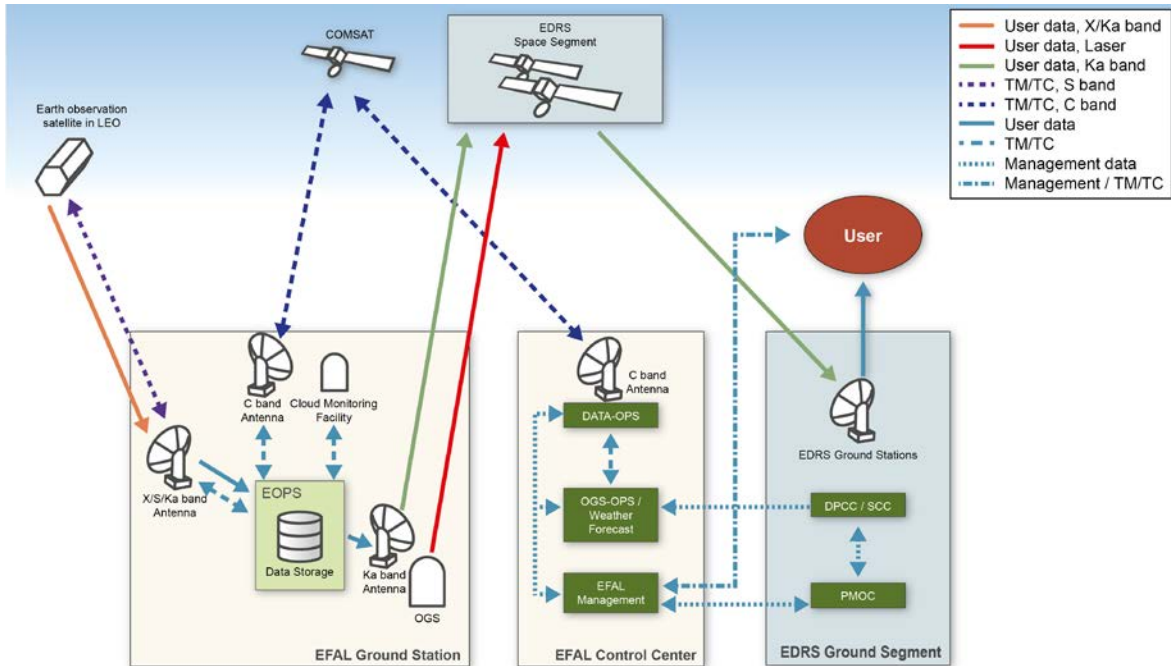 COMSAT
EDRS
Space Segment
Earth observation
satellite in LEO
User data, X/Ka band
User data, Laser
User data, Ka band
TM/TC, S band
TM/TC, C band
User data
TM/TC
Management data
Management / TM/TC
User
C band
Antenna
Cloud Monitoring
Facility
X/S/Ka band
Antenna
EOPS
Data Storage
Ka band
Antenna
OGS
EFAL Ground Station
C band
Antenna
DATA-OPS
OGS-OPS /
Weather
Forecast
EFAL
Management
EFAL Control Center
EDRS Ground Stations
DPCC / SCC
PMOC
EDRS Ground Segment